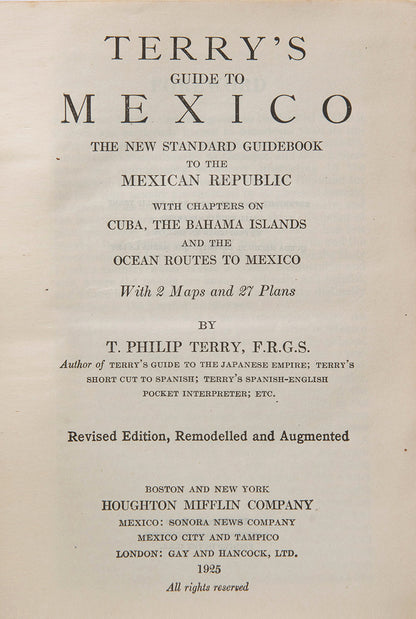 TERRY'S
GUIDE TO
MEXICO
THE NEW STANDARD GUIDEBOOK
TO THE
MEXICAN REPUBLIC
WITH CHAPTERS ON
CUBA, THE BAHAMA ISLANDS
AND THE
OCEAN ROUTES TO MEXICO
With 2 Maps and 27 Plans
BY
T. PHILIP TERRY, F.R.G.S.
Author of TERRY'S GUIDE TO THE JAPANESE EMPIRE; TERRY'S
SHORT CUT TO SPANISH; TERRY'S SPANISH-ENGLISH
POCKET INTERPRETER; ETC.
Revised Edition, Remodelled and Augmented
BOSTON AND NEW YORK
HOUGHTON MIFFLIN COMPANY
MEXICO: SONORA NEWS COMPANY
MEXICO CITY AND TAMPICO
LONDON: GAY AND HANCOCK, LTD.
1925
All rights reserved